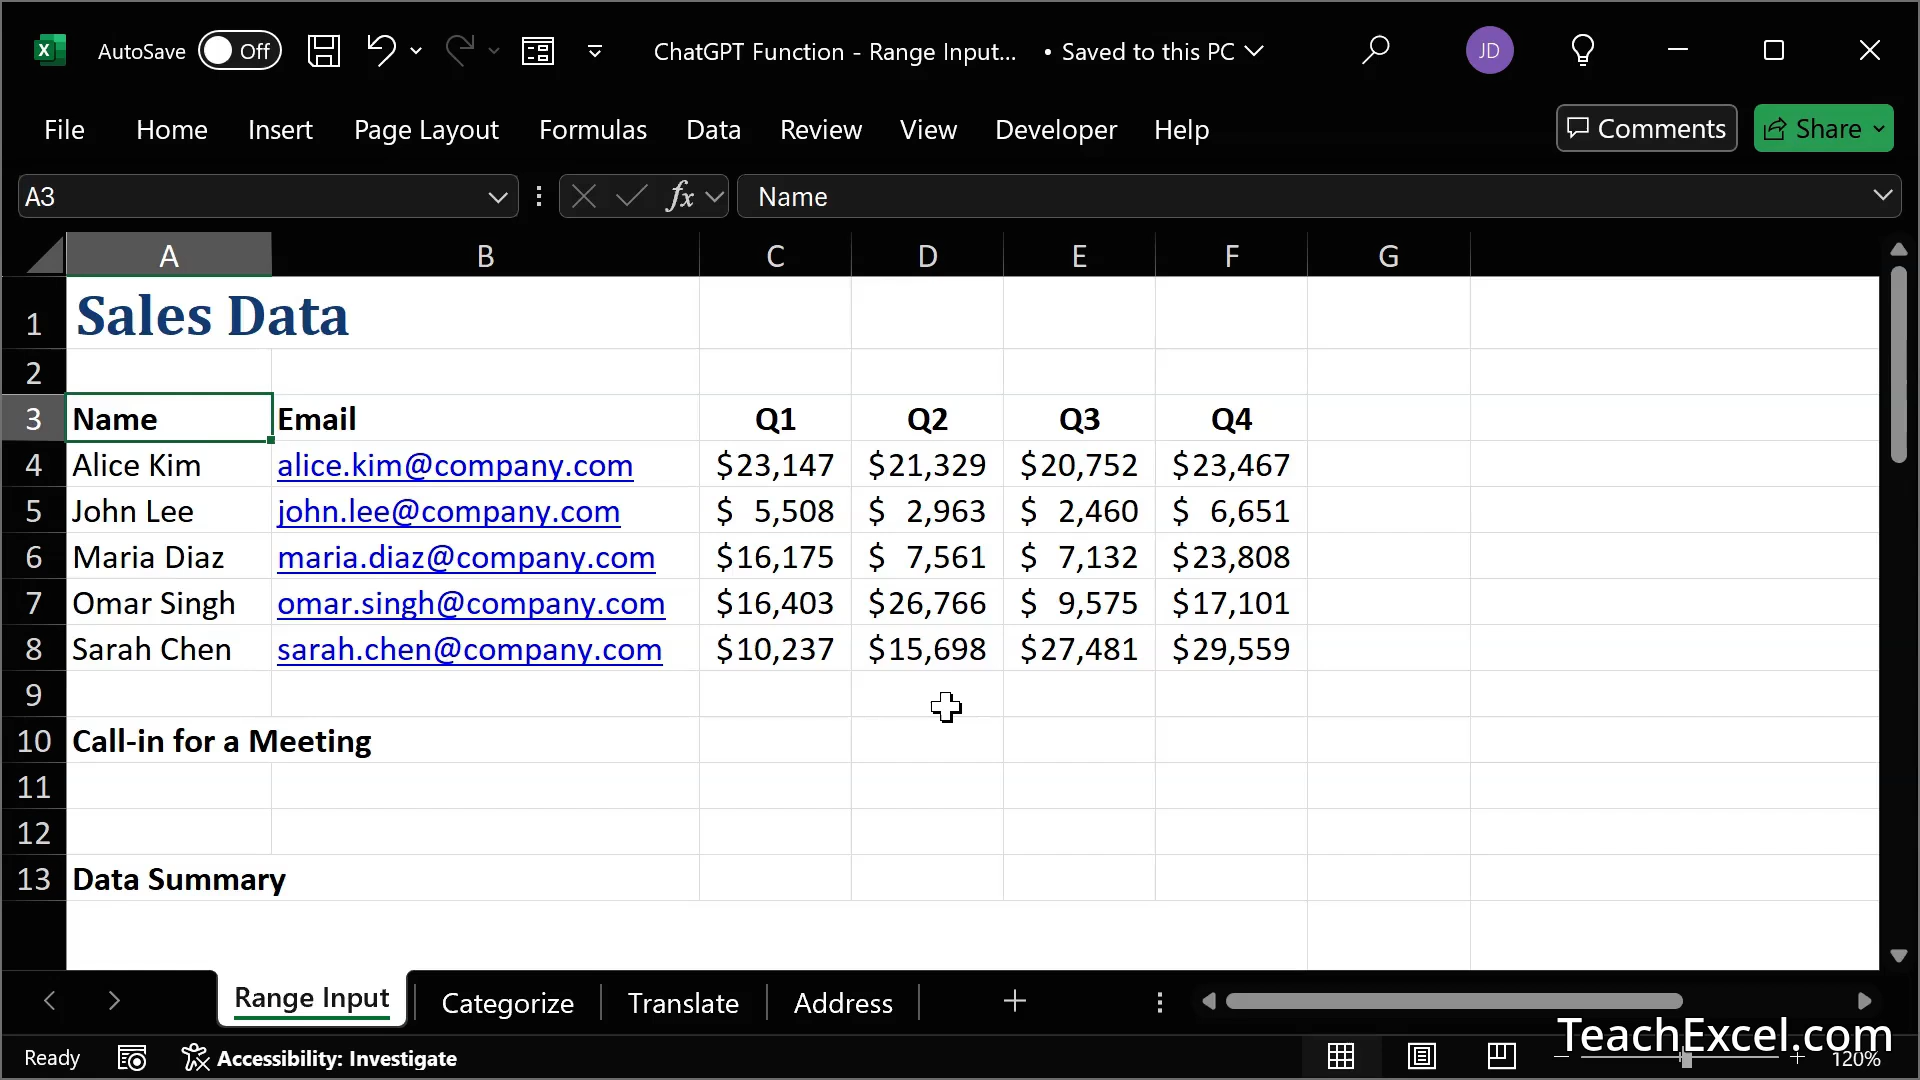 X AutoSave Off ChatGPT Function - Range Input... • Saved to this PC JD
File Home Insert Page Layout Formulas Data Review View Developer Help Comments Share
A3 fx Name
A B C D E F G
1 Sales Data
2
3 Name Email Q1 Q2 Q3 Q4
4 Alice Kim alice.kim@company.com $23,147 $21,329 $20,752 $23,467
5 John Lee john.lee@company.com $ 5,508 $ 2,963 $ 2,460 $ 6,651
6 Maria Diaz maria.diaz@company.com $16,175 $ 7,561 $ 7,132 $23,808
7 Omar Singh omar.singh@company.com $16,403 $26,766 $ 9,575 $17,101
8 Sarah Chen sarah.chen@company.com $10,237 $15,698 $27,481 $29,559
9
10 Call-in for a Meeting
11
12
13 Data Summary
Range Input Categorize Translate Address
TeachExcel.com
Ready Accessibility: Investigate 120%